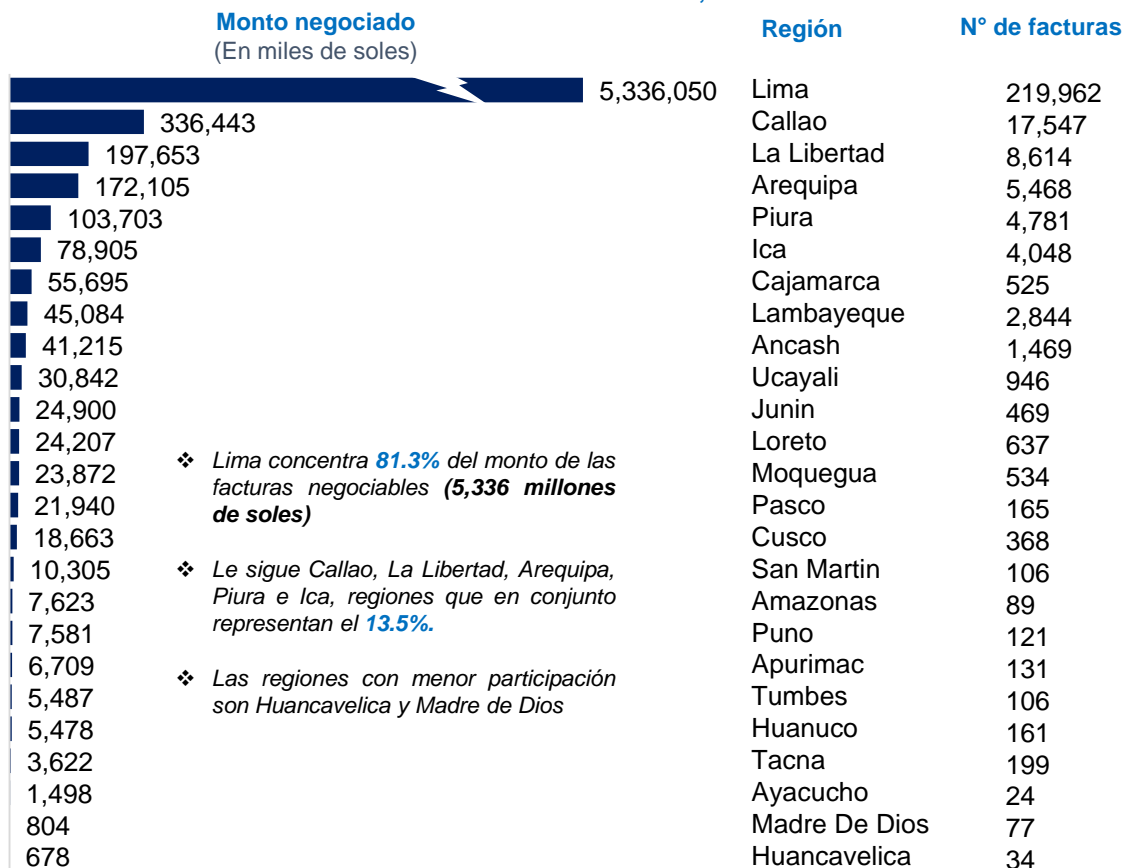 Monto negociado Región N° de facturas
(En miles de soles)
5,336,050 Lima 219,962
336,443 Callao 17,547
197,653 La Libertad 8,614
172,105 Arequipa 5,468
103,703 Piura 4,781
78,905 Ica 4,048
55,695 Cajamarca 525
45,084 Lambayeque 2,844
41,215 Ancash 1,469
30,842 Ucayali 946
24,900 Junin 469
24,207 Loreto 637
23,872 Moquegua 534
21,940 Pasco 165
18,663 Cusco 368
10,305 San Martin 106
7,623 Amazonas 89
7,581 Puno 121
6,709 Apurimac 131
5,487 Tumbes 106
5,478 Huanuco 161
3,622 Tacna 199
1,498 Ayacucho 24
804 Madre De Dios 77
678 Huancavelica 34
❖ Lima concentra 81.3% del monto de las
facturas negociables (5,336 millones
de soles)
❖ Le sigue Callao, La Libertad, Arequipa,
Piura e Ica, regiones que en conjunto
representan el 13.5%.
❖ Las regiones con menor participación
son Huancavelica y Madre de Dios